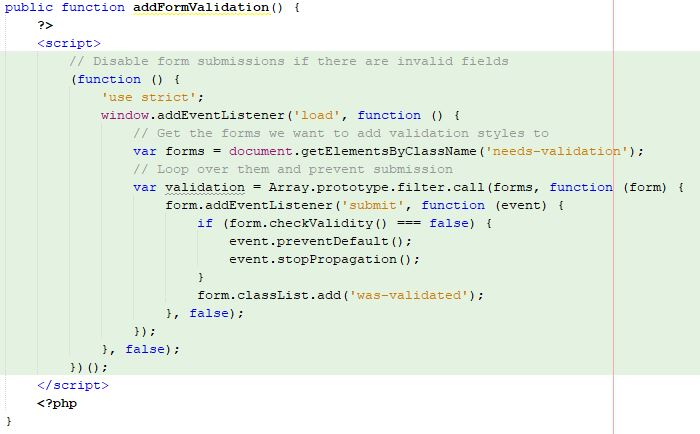 public function addFormValidation() {
    ?>
    <script>
        // Disable form submissions if there are invalid fields
        (function () {
            'use strict';
            window.addEventListener('load', function () {
                // Get the forms we want to add validation styles to
                var forms = document.getElementsByClassName('needs-validation');
                // Loop over them and prevent submission
                var validation = Array.prototype.filter.call(forms, function (form) {
                    form.addEventListener('submit', function (event) {
                        if (form.checkValidity() === false) {
                            event.preventDefault();
                            event.stopPropagation();
                        }
                        form.classList.add('was-validated');
                    }, false);
                });
            }, false);
        })();
    </script>
    <?php
}